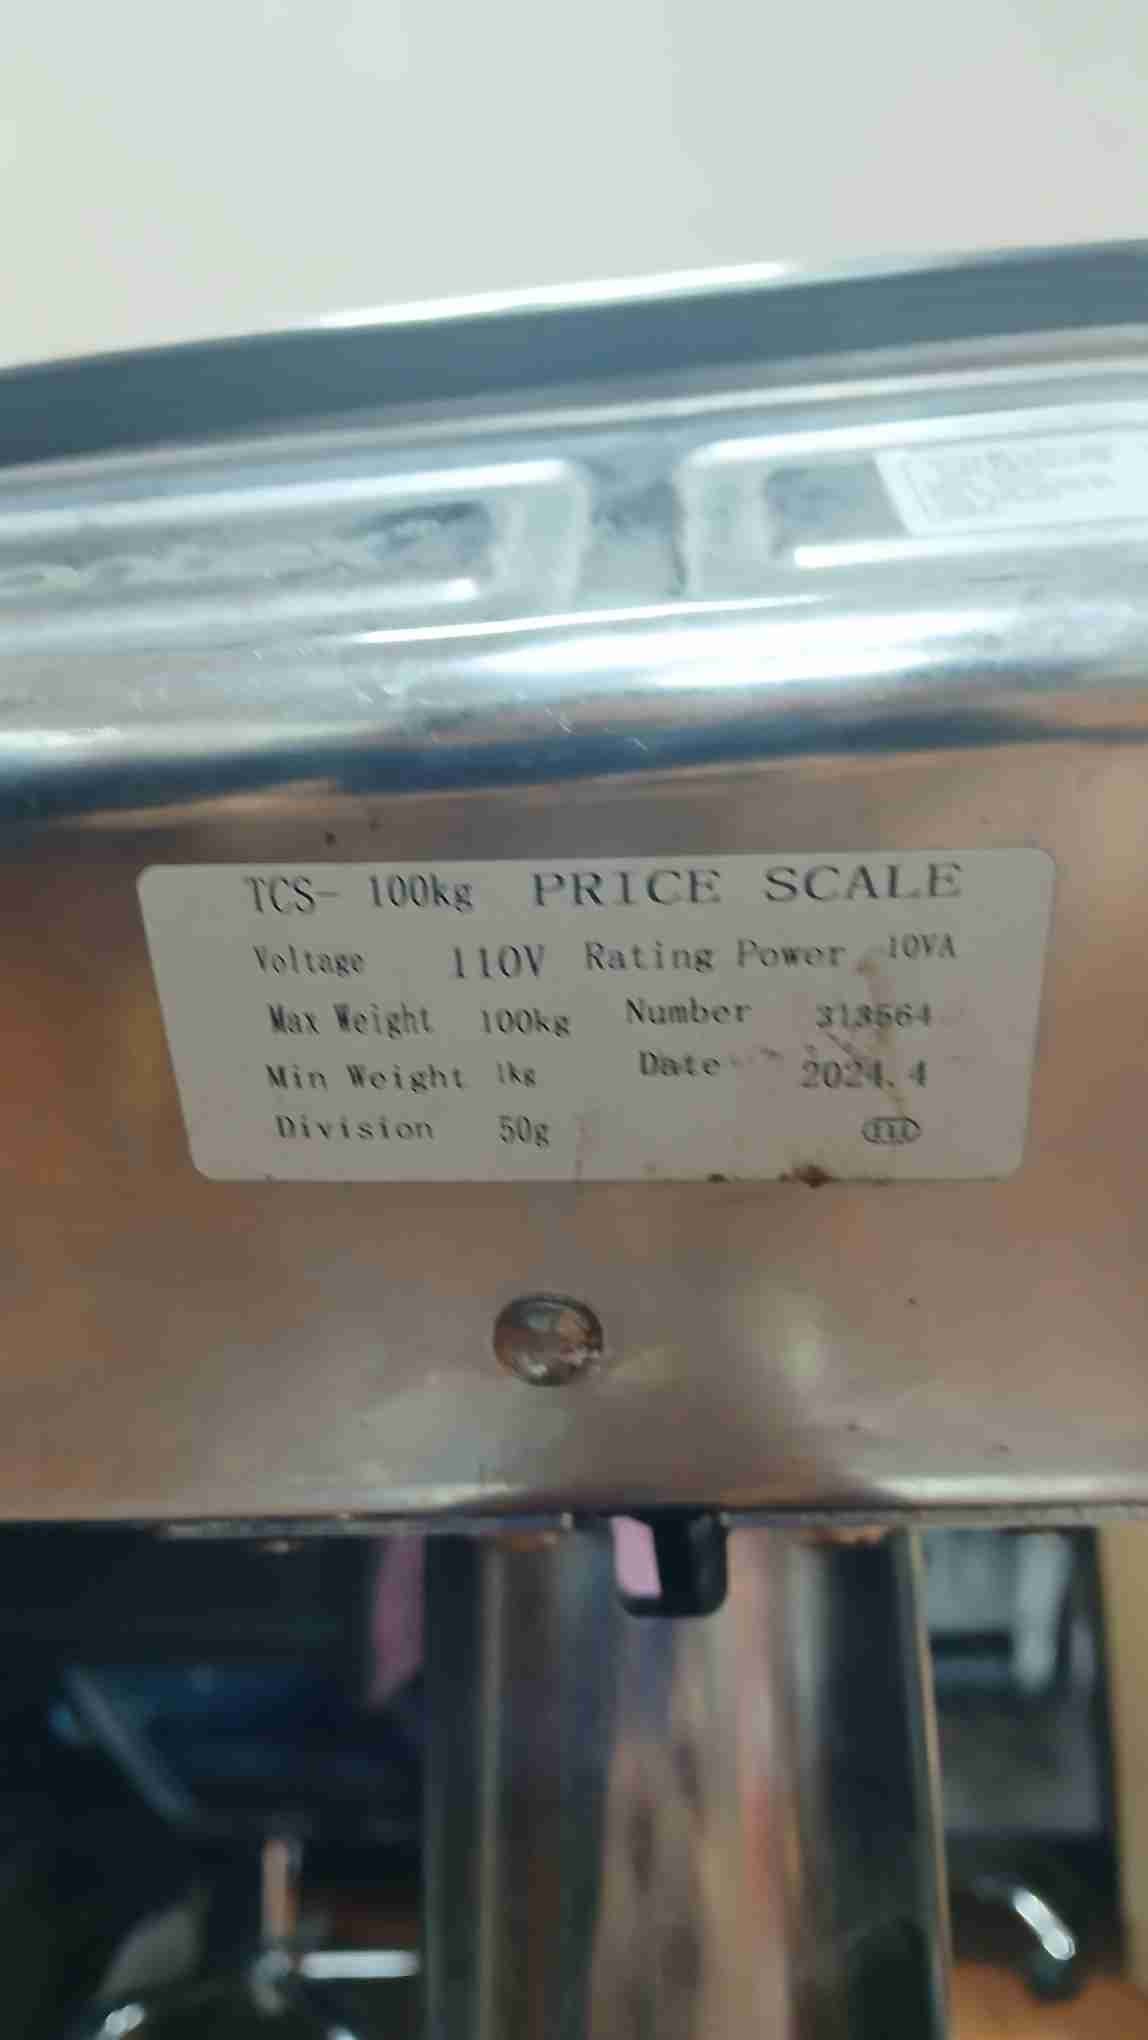 TCS- 100kg PRICE SCALE
Voltage 110V Rating Power 10VA
Max Weight 100kg Number 313564
Min Weight 1kg Date 2024.4
Division 50g